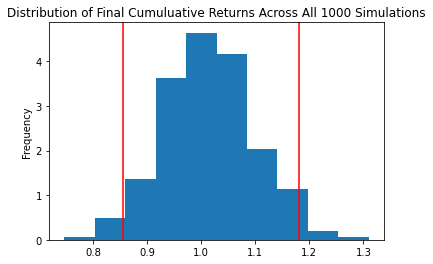 Distribution of Final Cumuluative Returns Across All 1000 Simulations
Frequency
4
3
2
1
0
0.8 0.9 1.0 1.1 1.2 1.3